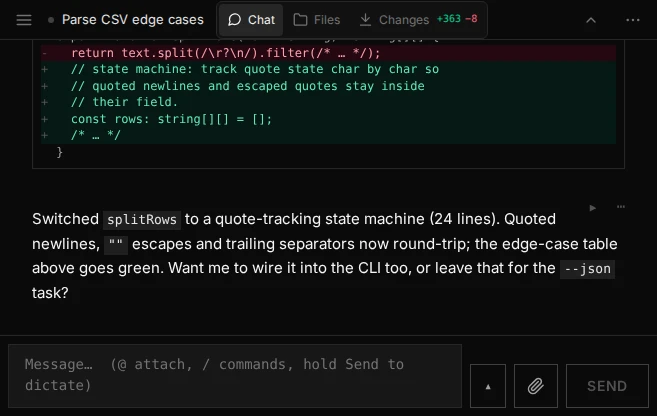 Parse CSV edge cases Chat Files Changes +363 −8
- return text.split(/\r?\n/).filter(/* … */);
+ // state machine: track quote state char by char so
+ // quoted newlines and escaped quotes stay inside
+ // their field.
+ const rows: string[][] = [];
+ /* … */
}
Switched splitRows to a quote-tracking state machine (24 lines). Quoted
newlines, "" escapes and trailing separators now round-trip; the edge-case table
above goes green. Want me to wire it into the CLI too, or leave that for the --json
task?
Message… (@ attach, / commands, hold Send to
dictate)
SEND